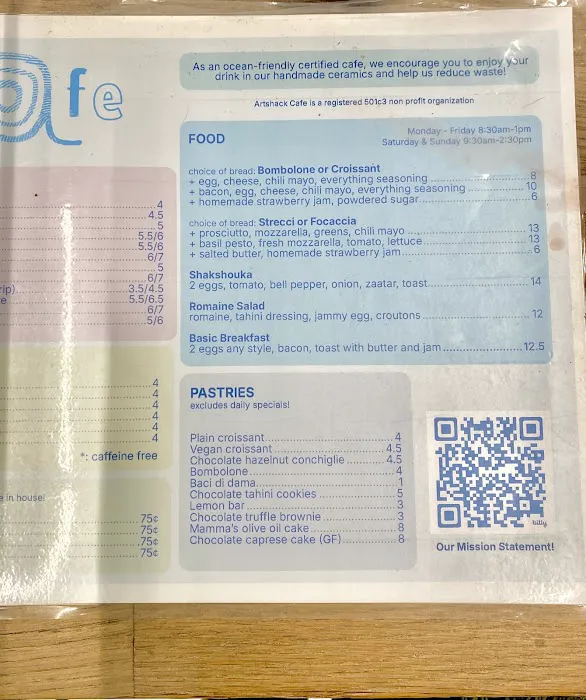 fe
As an ocean-friendly certified cafe, we encourage you to enjoy your
drink in our handmade ceramics and help us reduce waste!
Artshack Cafe is a registered 501c3 non profit organization
FOOD
Monday - Friday 8:30am-1pm
Saturday & Sunday 9:30am-2:30pm
choice of bread: Bombolone or Croissant
+ egg, cheese, chili mayo, everything seasoning 8
+ bacon, egg, cheese, chili mayo, everything seasoning 10
+ homemade strawberry jam, powdered sugar 6
choice of bread: Strecci or Focaccia
+ prosciutto, mozzarella, greens, chili mayo 13
+ basil pesto, fresh mozzarella, tomato, lettuce 13
+ salted butter, homemade strawberry jam 6
Shakshouka
2 eggs, tomato, bell pepper, onion, zaatar, toast 14
Romaine Salad
romaine, tahini dressing, jammy egg, croutons 12
Basic Breakfast
2 eggs any style, bacon, toast with butter and jam 12.5
PASTRIES
excludes daily specials!
Plain croissant 4
Vegan croissant 4.5
Chocolate hazelnut conchiglie 4.5
Bombolone 4
Baci di dama 1
Chocolate tahini cookies 5
Lemon bar 3
Chocolate truffle brownie 3
Mamma's olive oil cake 8
Chocolate caprese cake (GF) 8
bitly
Our Mission Statement!
4
4.5
5
5.5/6
5.5/6
6/7
5
6/7
rip) 3.5/4.5
e 5.5/6.5
6/7
5/6
4
4
4
4
4
4
*: caffeine free
e in house!
75¢
75¢
75¢
75¢